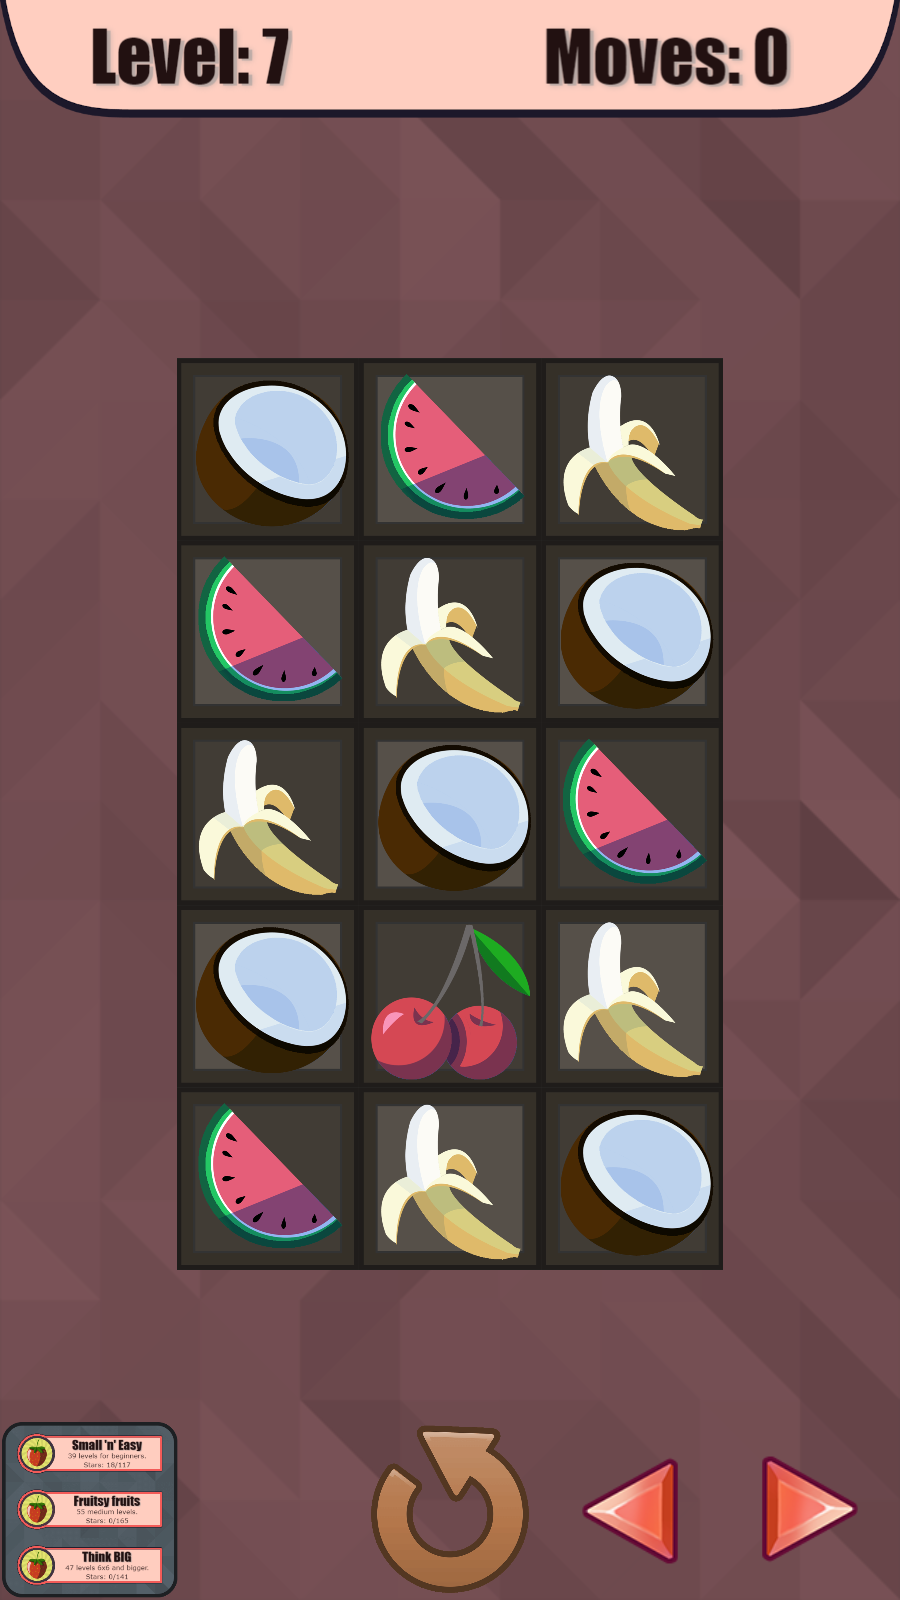 Level: 7
Moves: 0
Small 'n' Easy
39 levels for beginners.
Stars: 18/117
Fruitsy fruits
55 medium levels.
Stars: 0/165
Think BIG
47 levels 6x6 and bigger.
Stars: 0/141